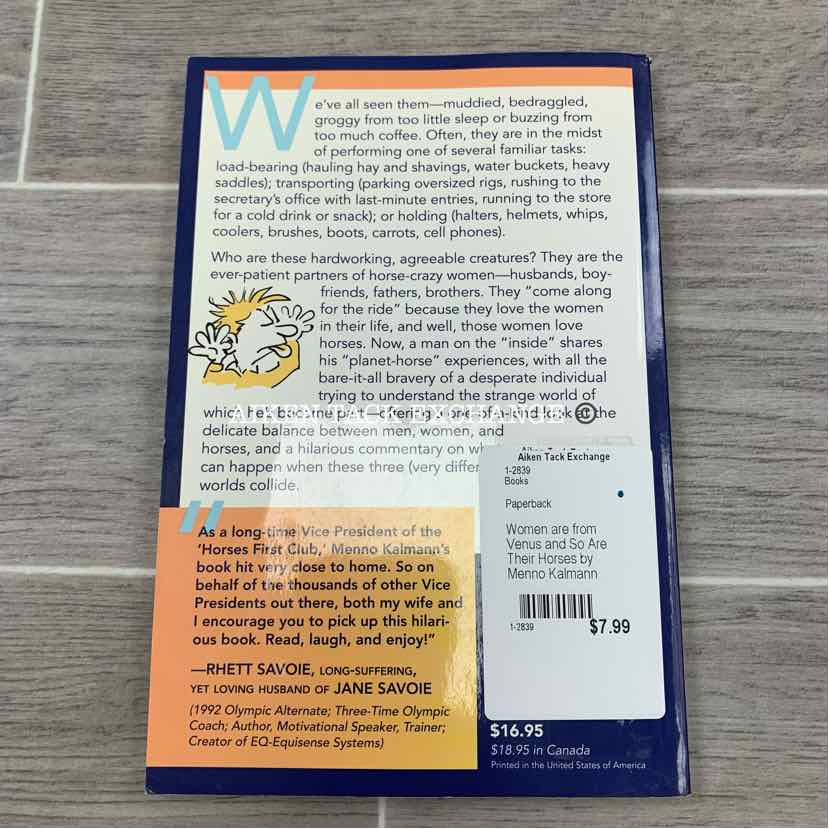 We've all seen them—muddied, bedraggled,
groggy from too little sleep or buzzing from
too much coffee. Often, they are in the midst
of performing one of several familiar tasks:
load-bearing (hauling hay and shavings, water buckets, heavy
saddles); transporting (parking oversized rigs, rushing to the
secretary's office with last-minute entries, running to the store
for a cold drink or snack); or holding (halters, helmets, whips,
coolers, brushes, boots, carrots, cell phones).
Who are these hardworking, agreeable creatures? They are the
ever-patient partners of horse-crazy women—husbands, boy-
friends, fathers, brothers. They "come along
for the ride" because they love the women
in their life, and well, those women love
horses. Now, a man on the "inside" shares
his "planet-horse" experiences, with all the
bare-it-all bravery of a desperate individual
trying to understand the strange world of
which he's become part—offering a one-of-a-kind look at the
AIKEN TACK EXCHANGE ©
delicate balance between men, women, and
horses, and a hilarious commentary on
can happen when these three (very
worlds collide.
"As a long-time Vice President of the
'Horses First Club,' Menno Kalmann's
book hit very close to home. So on
behalf of the thousands of other Vice
Presidents out there, both my wife and
I encourage you to pick up this hilari-
ous book. Read, laugh, and enjoy!"
—RHETT SAVOIE, LONG-SUFFERING,
YET LOVING HUSBAND OF JANE SAVOIE
(1992 Olympic Alternate; Three-Time Olympic
Coach; Author, Motivational Speaker, Trainer;
Creator of EQ-Equisense Systems)
Aiken Tack Exchange
1-2839
Books
Paperback
Women are from
Venus and So Are
Their Horses by
Menno Kalmann
1-2839
$7.99
$16.95
$18.95 in Canada
Printed in the United States of America